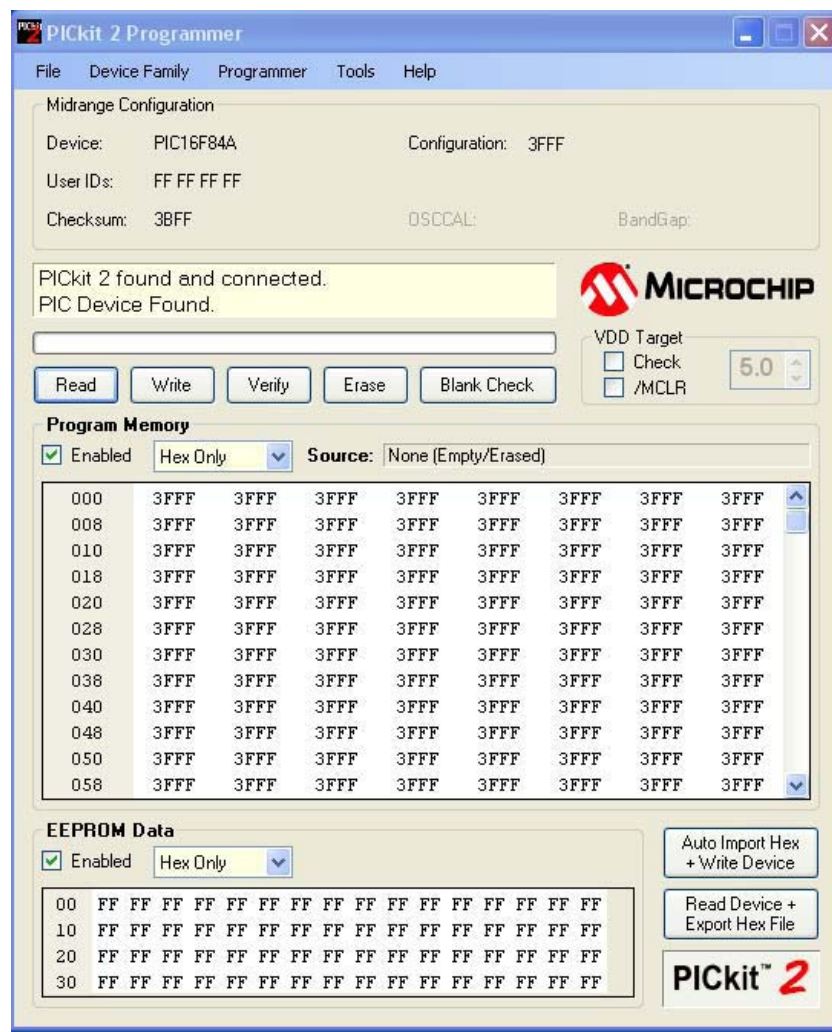 PICkit 2 Programmer
File Device Family Programmer Tools Help
Midrange Configuration
Device: PIC16F84A Configuration: 3FFF
User IDs: FF FF FF FF
Checksum: 3BFF OSCCAL: BandGap:
PICkit 2 found and connected.
PIC Device Found.
MICROCHIP
VDD Target
Check
/MCLR
5.0
Read Write Verify Erase Blank Check
Program Memory
Enabled Hex Only Source: None (Empty/Erased)
000 3FFF 3FFF 3FFF 3FFF 3FFF 3FFF 3FFF 3FFF
008 3FFF 3FFF 3FFF 3FFF 3FFF 3FFF 3FFF 3FFF
010 3FFF 3FFF 3FFF 3FFF 3FFF 3FFF 3FFF 3FFF
018 3FFF 3FFF 3FFF 3FFF 3FFF 3FFF 3FFF 3FFF
020 3FFF 3FFF 3FFF 3FFF 3FFF 3FFF 3FFF 3FFF
028 3FFF 3FFF 3FFF 3FFF 3FFF 3FFF 3FFF 3FFF
030 3FFF 3FFF 3FFF 3FFF 3FFF 3FFF 3FFF 3FFF
038 3FFF 3FFF 3FFF 3FFF 3FFF 3FFF 3FFF 3FFF
040 3FFF 3FFF 3FFF 3FFF 3FFF 3FFF 3FFF 3FFF
048 3FFF 3FFF 3FFF 3FFF 3FFF 3FFF 3FFF 3FFF
050 3FFF 3FFF 3FFF 3FFF 3FFF 3FFF 3FFF 3FFF
058 3FFF 3FFF 3FFF 3FFF 3FFF 3FFF 3FFF 3FFF
EEPROM Data
Enabled Hex Only
00 FF FF FF FF FF FF FF FF FF FF FF FF FF FF FF FF
10 FF FF FF FF FF FF FF FF FF FF FF FF FF FF FF FF
20 FF FF FF FF FF FF FF FF FF FF FF FF FF FF FF FF
30 FF FF FF FF FF FF FF FF FF FF FF FF FF FF FF FF
Auto Import Hex
+ Write Device
Read Device +
Export Hex File
PICkit™ 2